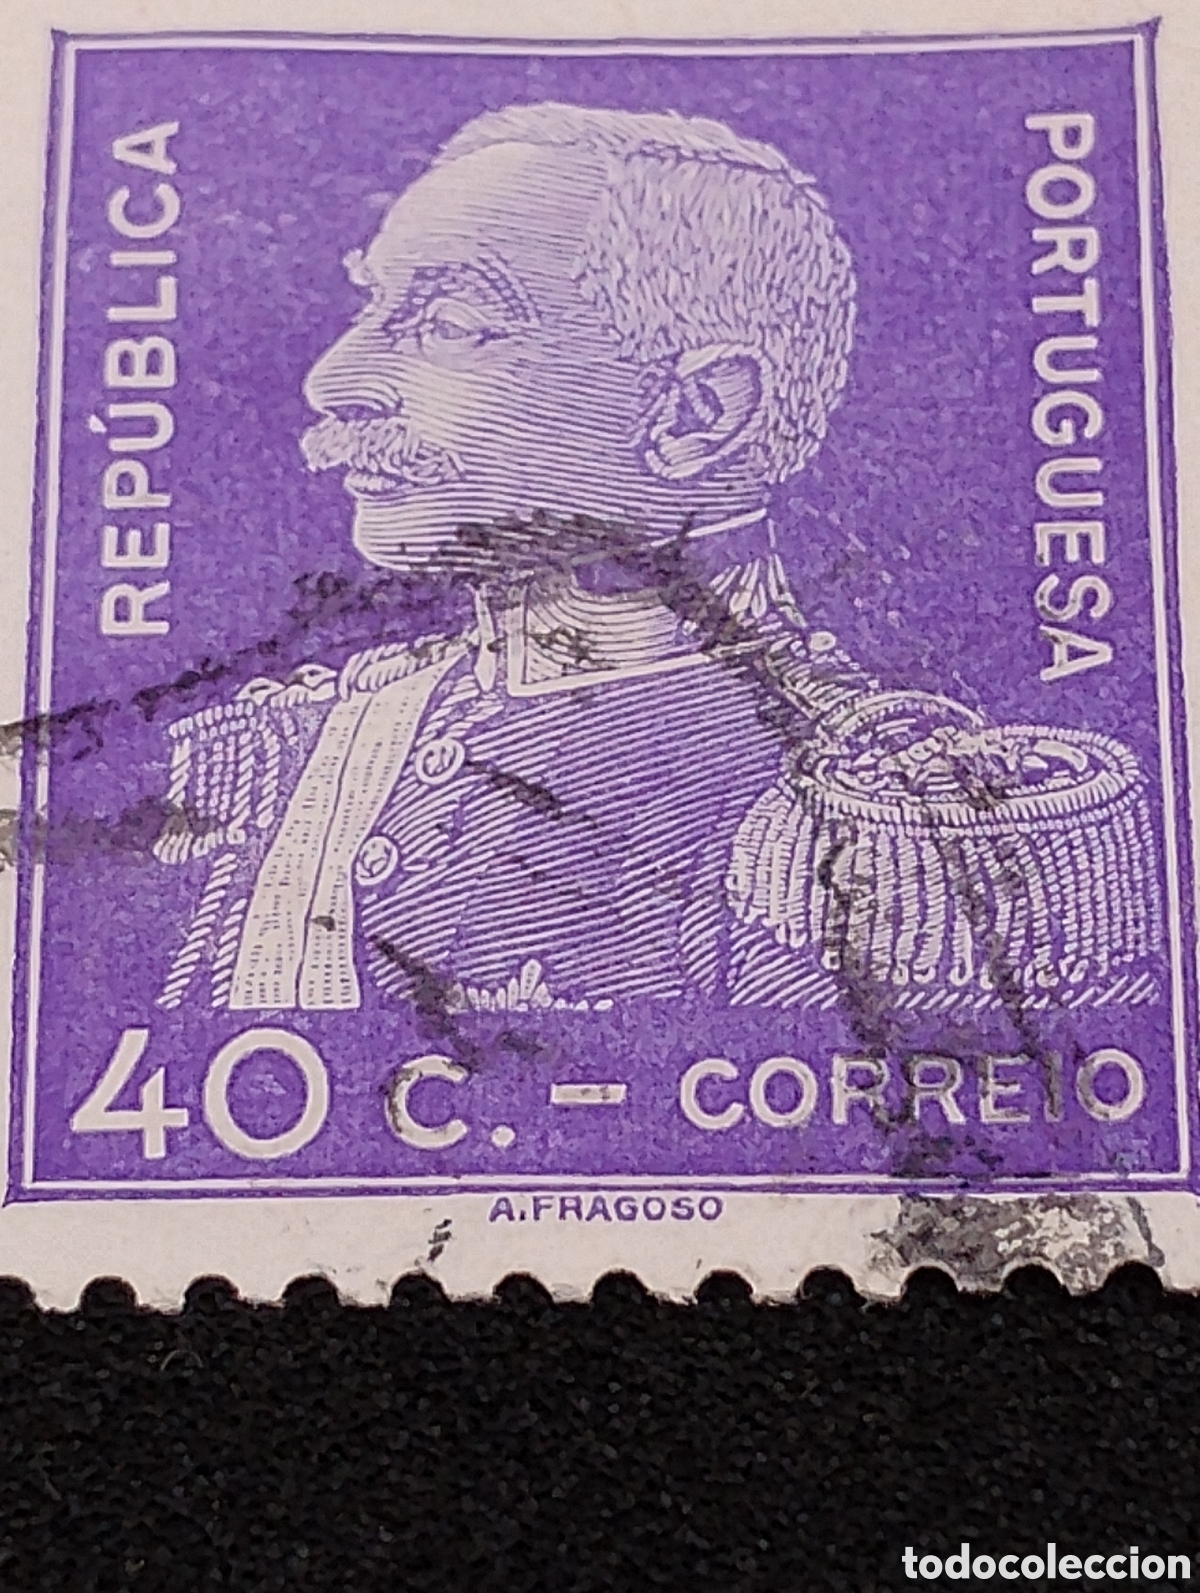 REPÚBLICA
PORTUGUESA
40 C. - CORREIO
A. FRAGOSO
todocoleccion